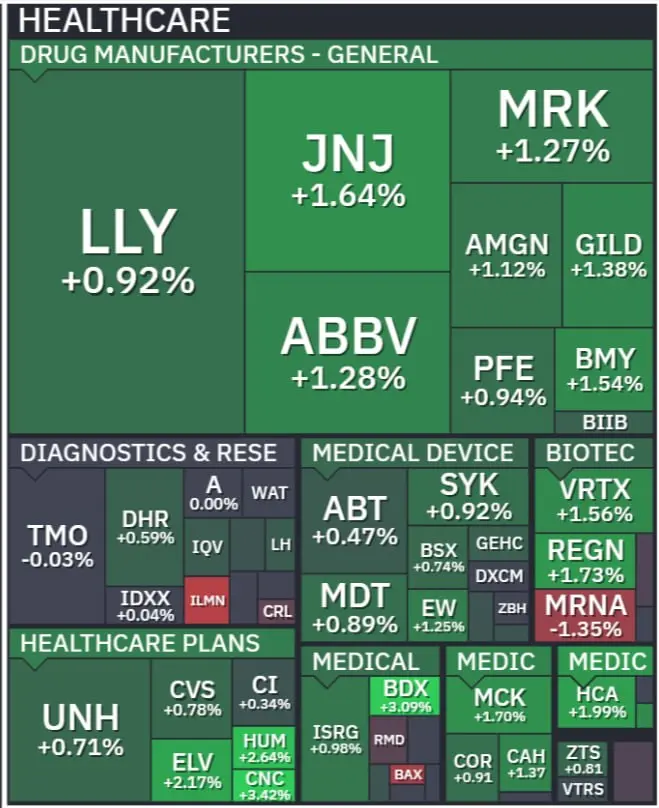 HEALTHCARE
DRUG MANUFACTURERS - GENERAL
LLY
+0.92%
JNJ
+1.64%
ABBV
+1.28%
MRK
+1.27%
AMGN
+1.12%
GILD
+1.38%
PFE
+0.94%
BMY
+1.54%
BIIB
DIAGNOSTICS & RESE
TMO
-0.03%
DHR
+0.59%
IDXX
+0.04%
A
0.00%
WAT
IQV
LH
ILMN
CRL
MEDICAL DEVICE
ABT
+0.47%
MDT
+0.89%
SYK
+0.92%
BSX
+0.74%
GEHC
DXCM
EW
+1.25%
ZBH
BIOTEC
VRTX
+1.56%
REGN
+1.73%
MRNA
-1.35%
HEALTHCARE PLANS
UNH
+0.71%
CVS
+0.78%
CI
+0.34%
ELV
+2.17%
HUM
+2.64%
CNC
+3.42%
MEDICAL
ISRG
+0.98%
BDX
+3.09%
RMD
BAX
MEDIC
MCK
+1.70%
COR
+0.91
CAH
+1.37
MEDIC
HCA
+1.99%
ZTS
+0.81
VTRS